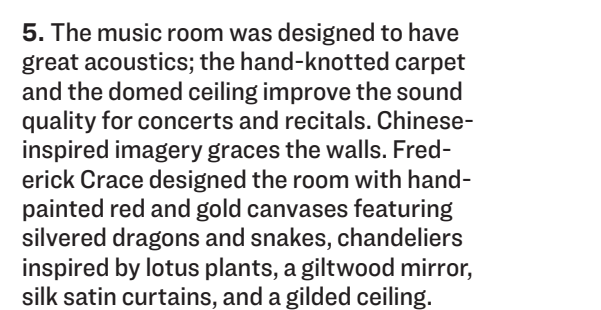 5. The music room was designed to have
great acoustics; the hand-knotted carpet
and the domed ceiling improve the sound
quality for concerts and recitals. Chinese-
inspired imagery graces the walls. Fred-
erick Crace designed the room with hand-
painted red and gold canvases featuring
silvered dragons and snakes, chandeliers
inspired by lotus plants, a giltwood mirror,
silk satin curtains, and a gilded ceiling.